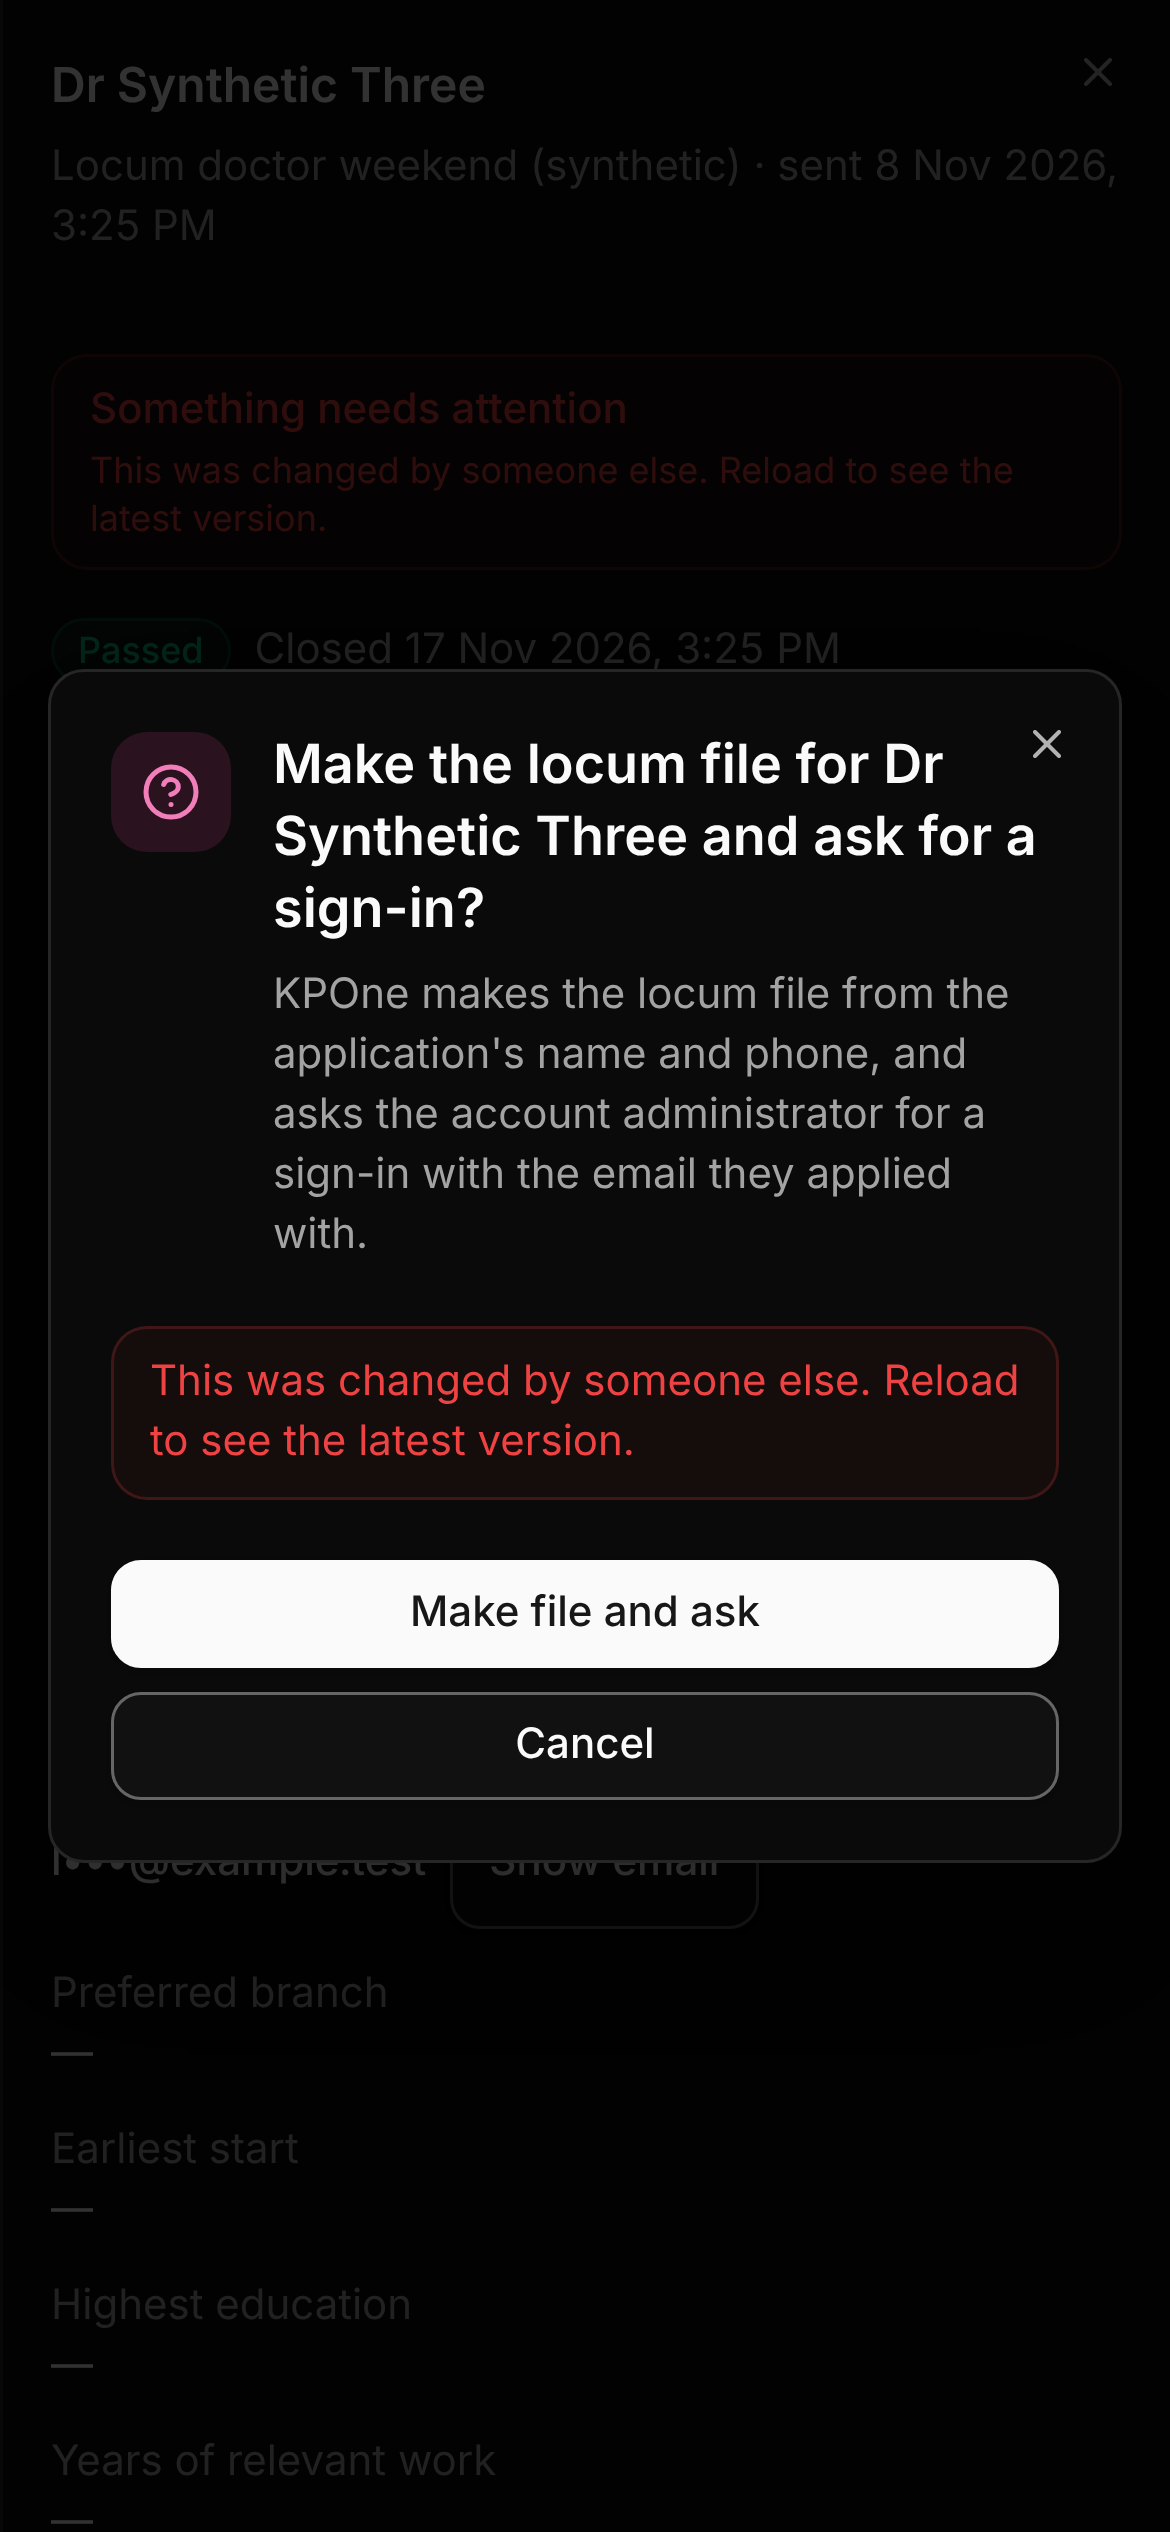 Dr Synthetic Three
Locum doctor weekend (synthetic) · sent 8 Nov 2026,
3:25 PM
Something needs attention
This was changed by someone else. Reload to see the
latest version.
Passed
Closed 17 Nov 2026, 3:25 PM
Make the locum file for Dr
Synthetic Three and ask for a
sign-in?
KPOne makes the locum file from the
application's name and phone, and
asks the account administrator for a
sign-in with the email they applied
with.
This was changed by someone else. Reload
to see the latest version.
Make file and ask
Cancel
•••@example.test
Show email
Preferred branch
—
Earliest start
—
Highest education
—
Years of relevant work
—